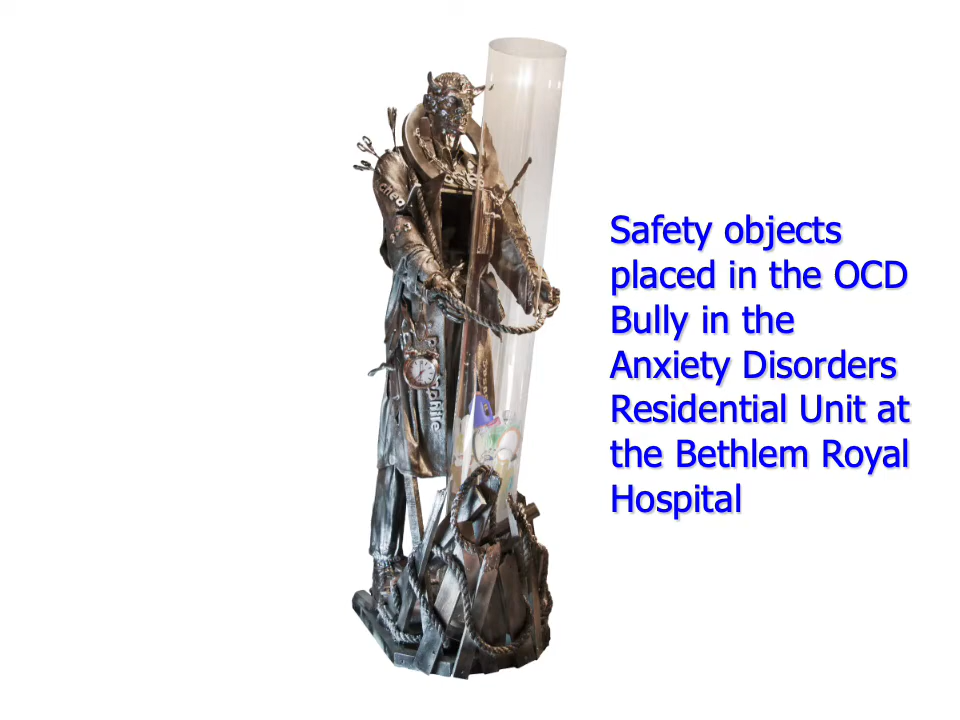 Safety objects
placed in the OCD
Bully in the
Anxiety Disorders
Residential Unit at
the Bethlem Royal
Hospital